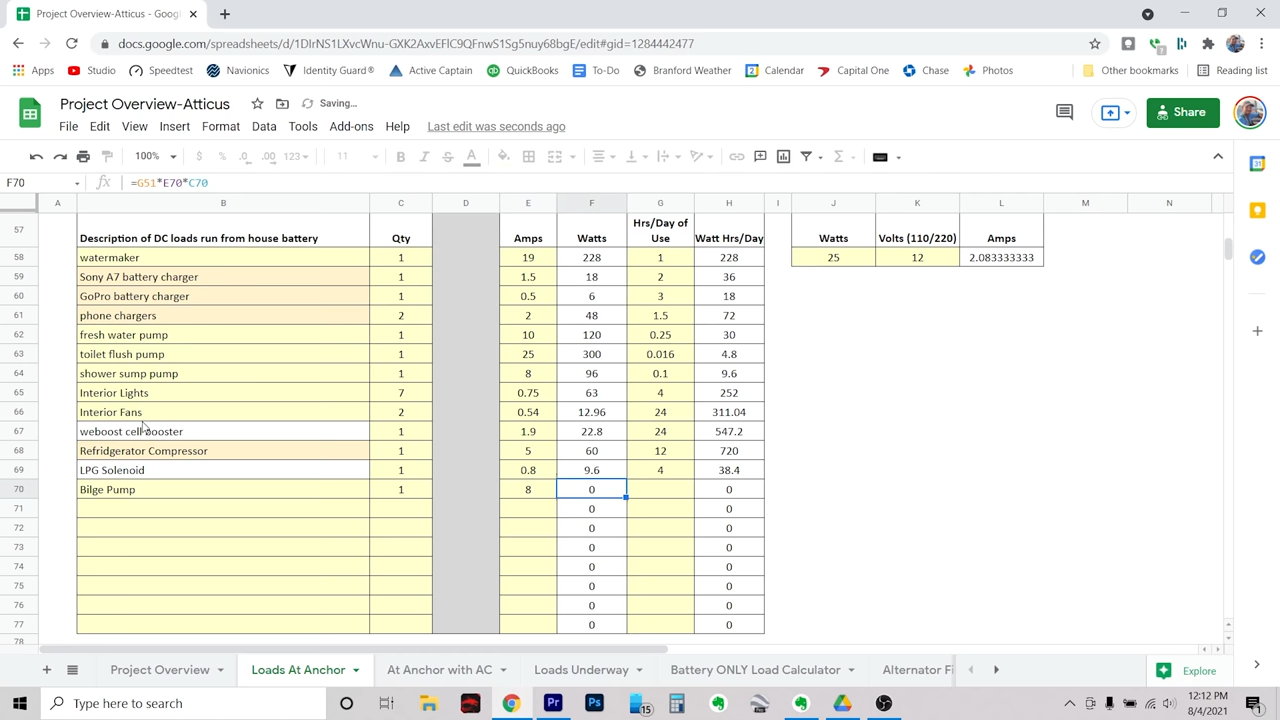 Project Overview-Atticus
docs.google.com/spreadsheets/d/1DIrNS1LXvcWnu-GXK2AxvEFlC9QFnwS1Sg5nuy68bgE/edit#gid=1284442477
Apps Studio Speedtest Navionics Identity Guard® Active Captain QuickBooks To-Do Branford Weather Calendar Capital One Chase Photos Other bookmarks Reading list
Project Overview-Atticus Saving...
Share
File Edit View Insert Format Data Tools Add-ons Help Last edit was seconds ago
100% $ % .0 .00 123 11 B I S A
F70 fx =G51*E70*C70
A B C D E F G H I J K L M N
57 Description of DC loads run from house battery Qty Amps Watts Hrs/Day of Use Watt Hrs/Day Watts Volts (110/220) Amps
58 watermaker 1 19 228 1 228 25 12 2.083333333
59 Sony A7 battery charger 1 1.5 18 2 36
60 GoPro battery charger 1 0.5 6 3 18
61 phone chargers 2 2 48 1.5 72
62 fresh water pump 1 10 120 0.25 30
63 toilet flush pump 1 25 300 0.016 4.8
64 shower sump pump 1 8 96 0.1 9.6
65 Interior Lights 7 0.75 63 4 252
66 Interior Fans 2 0.54 12.96 24 311.04
67 weboost cell booster 1 1.9 22.8 24 547.2
68 Refridgerator Compressor 1 5 60 12 720
69 LPG Solenoid 1 0.8 9.6 4 38.4
70 Bilge Pump 1 8 0 0
71 0 0
72 0 0
73 0 0
74 0 0
75 0 0
76 0 0
77 0 0
78
Project Overview Loads At Anchor At Anchor with AC Loads Underway Battery ONLY Load Calculator Alternator Fi Explore
Type here to search
15
12:12 PM
8/4/2021